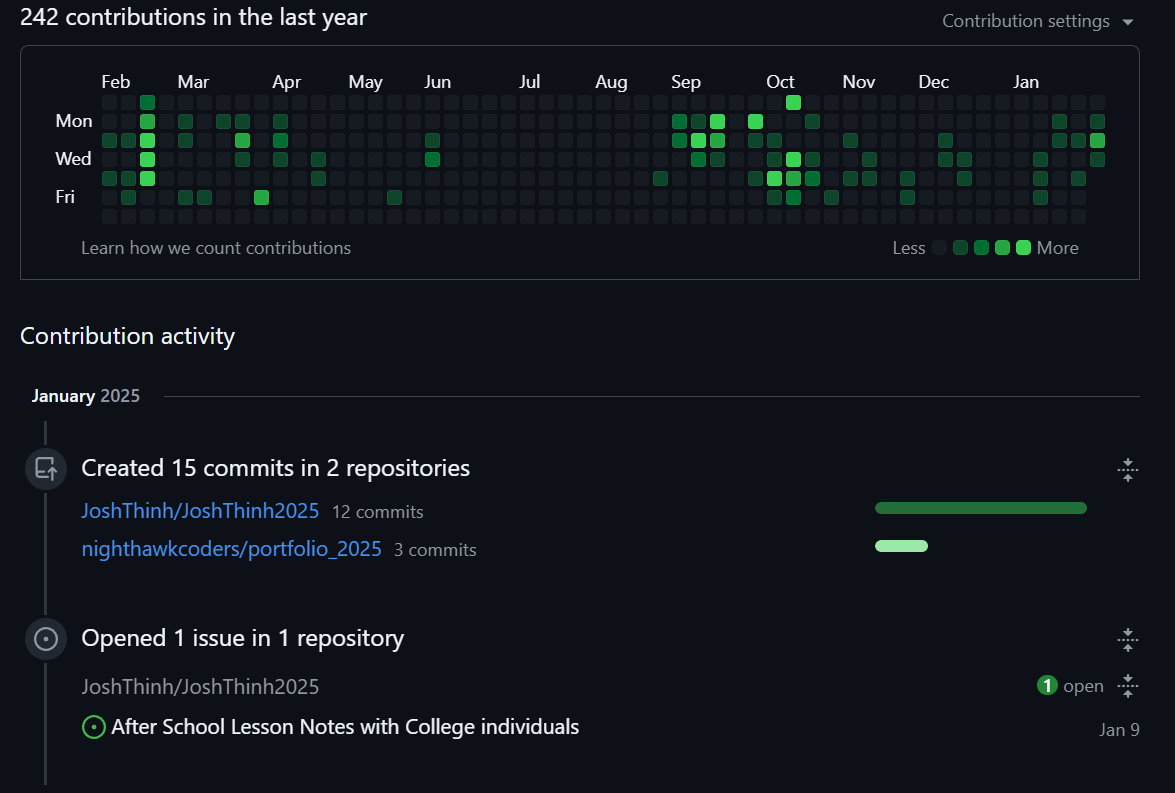 242 contributions in the last year
Contribution settings
Feb Mar Apr May Jun Jul Aug Sep Oct Nov Dec Jan
Mon
Wed
Fri
Learn how we count contributions
Less More
Contribution activity
January 2025
Created 15 commits in 2 repositories
JoshThinh/JoshThinh2025 12 commits
nighthawkcoders/portfolio_2025 3 commits
Opened 1 issue in 1 repository
JoshThinh/JoshThinh2025 1 open
After School Lesson Notes with College individuals Jan 9